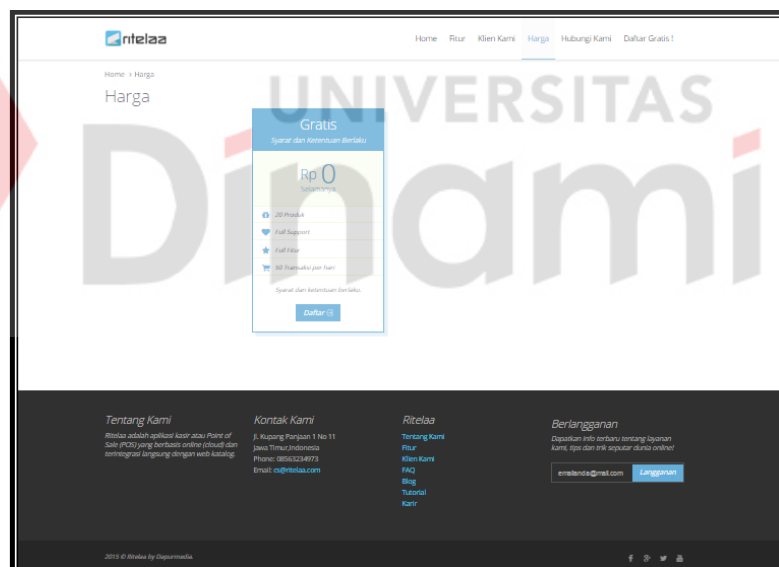 ritelaa
Home Fitur Klien Kami Harga Hubungi Kami Daftar Gratis !
Home > Harga
Harga
UNIVERSITAS
Dinami
Gratis
Syarat dan Ketentuan Berlaku
Rp 0
Selamanya
20 Produk
Full Support
Full Fitur
50 Transaksi per hari
Syarat dan ketentuan berlaku.
Daftar
Tentang Kami
Ritelaa adalah aplikasi kasir atau Point of
Sale (POS) yang berbasis online (cloud) dan
terintegrasi langsung dengan web katalog.
Kontak Kami
Jl. Kupang Panjaan 1 No 11
Jawa Timur,Indonesia
Phone: 08563234973
Email: cs@ritelaa.com
Ritelaa
Tentang Kami
Fitur
Klien Kami
FAQ
Blog
Tutorial
Karir
Berlangganan
Dapatkan info terbaru tentang layanan
kami, tips dan trik seputar dunia online!
emailanda@mail.com Langganan
2015 © Ritelaa by Dapurmedia.